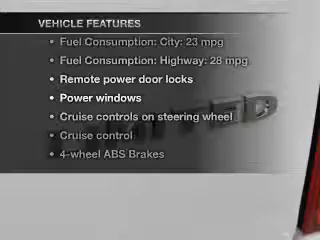 VEHICLE FEATURES
• Fuel Consumption: City: 23 mpg
• Fuel Consumption: Highway: 28 mpg
• Remote power door locks
• Power windows
• Cruise controls on steering wheel
• Cruise control
• 4-wheel ABS Brakes
LIMITED